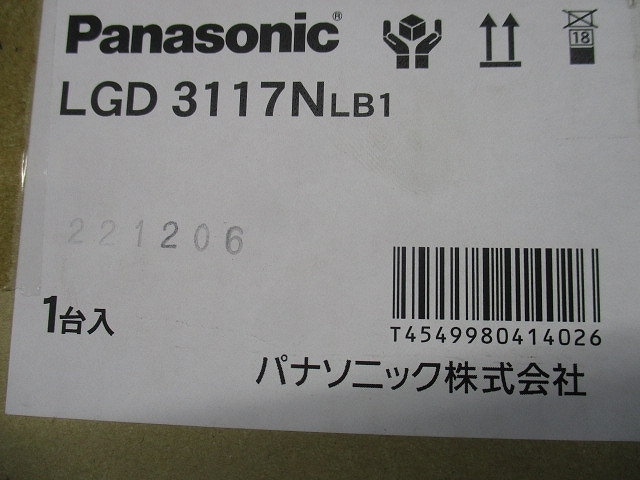 Panasonic®
18
LGD 3117NLB1
221206
T4549980414026
1台入
パナソニック株式会社